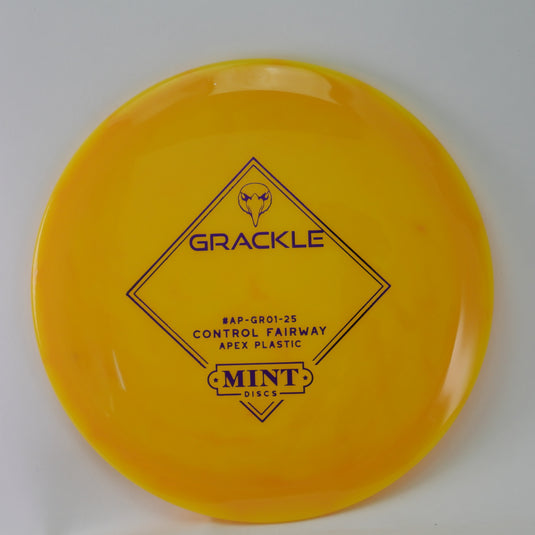 GRACKLE
#AP-GR01-25
CONTROL FAIRWAY
APEX PLASTIC
MINT
DISCS